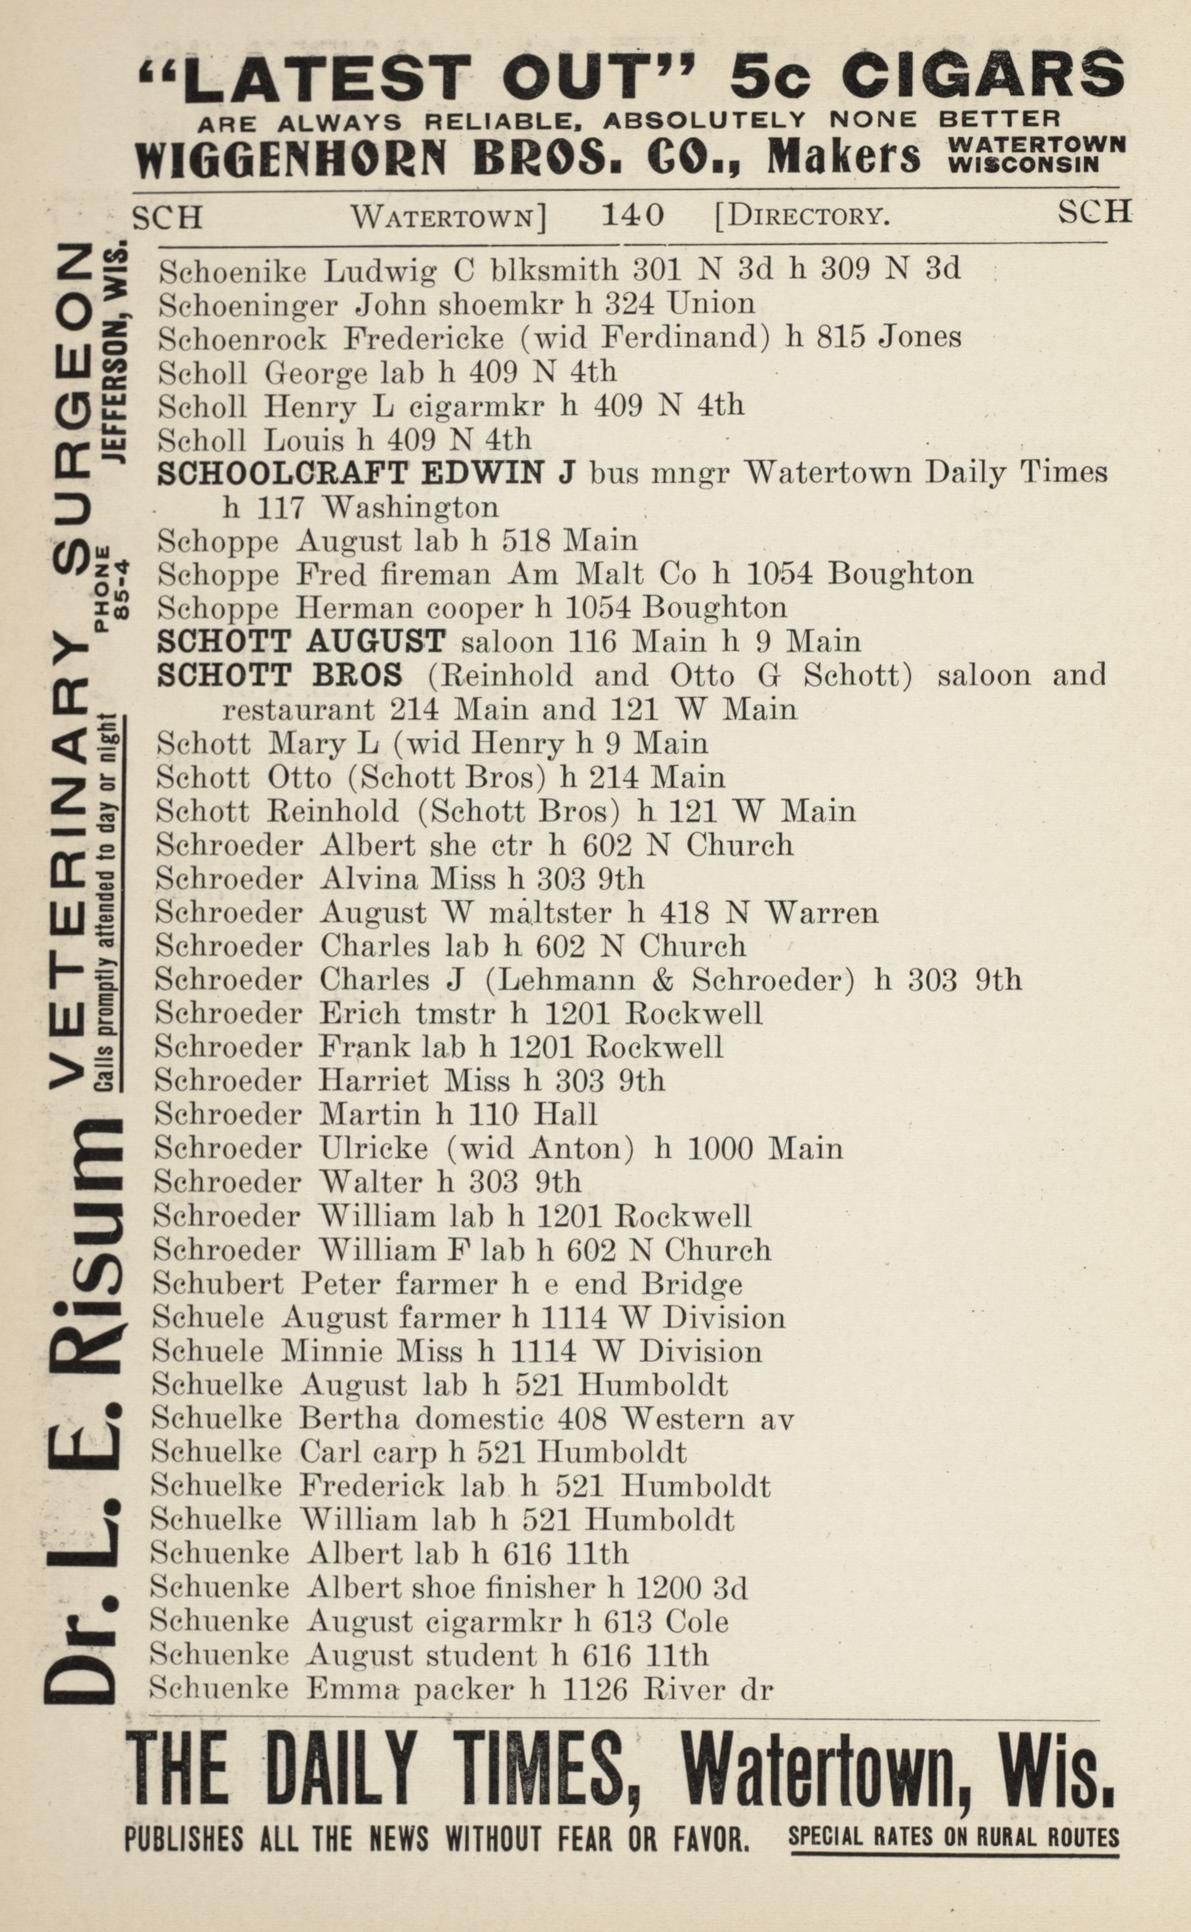 “LATEST OUT” 5c CIGARS
ARE ALWAYS RELIABLE, ABSOLUTELY NONE BETTER
WIGGENHORN BROS. CO., Makers WATERTOWN WISCONSIN
SCH WATERTOWN] 140 [DIRECTORY. SCH
Schoenike Ludwig C blksmith 301 N 3d h 309 N 3d
Schoeninger John shoemkr h 324 Union
Schoenrock Fredericke (wid Ferdinand) h 815 Jones
Scholl George lab h 409 N 4th
Scholl Henry L cigarmkr h 409 N 4th
Scholl Louis h 409 N 4th
SCHOOLCRAFT EDWIN J bus mngr Watertown Daily Times
h 117 Washington
Schoppe August lab h 518 Main
Schoppe Fred fireman Am Malt Co h 1054 Boughton
Schoppe Herman cooper h 1054 Boughton
SCHOTT AUGUST saloon 116 Main h 9 Main
SCHOTT BROS (Reinhold and Otto G Schott) saloon and
restaurant 214 Main and 121 W Main
Schott Mary L (wid Henry h 9 Main
Schott Otto (Schott Bros) h 214 Main
Schott Reinhold (Schott Bros) h 121 W Main
Schroeder Albert she ctr h 602 N Church
Schroeder Alvina Miss h 303 9th
Schroeder August W maltster h 418 N Warren
Schroeder Charles lab h 602 N Church
Schroeder Charles J (Lehmann & Schroeder) h 303 9th
Schroeder Erich tmstr h 1201 Rockwell
Schroeder Frank lab h 1201 Rockwell
Schroeder Harriet Miss h 303 9th
Schroeder Martin h 110 Hall
Schroeder Ulricke (wid Anton) h 1000 Main
Schroeder Walter h 303 9th
Schroeder William lab h 1201 Rockwell
Schroeder William F lab h 602 N Church
Schubert Peter farmer h e end Bridge
Schuele August farmer h 1114 W Division
Schuele Minnie Miss h 1114 W Division
Schuelke August lab h 521 Humboldt
Schuelke Bertha domestic 408 Western av
Schuelke Carl carp h 521 Humboldt
Schuelke Frederick lab h 521 Humboldt
Schuelke William lab h 521 Humboldt
Schuenke Albert lab h 616 11th
Schuenke Albert shoe finisher h 1200 3d
Schuenke August cigarmkr h 613 Cole
Schuenke August student h 616 11th
Schuenke Emma packer h 1126 River dr
Dr. L. E. Risum VETERINARY SURGEON
Calls promptly attended to day or night PHONE 85-4 JEFFERSON, WIS.
THE DAILY TIMES, Watertown, Wis.
PUBLISHES ALL THE NEWS WITHOUT FEAR OR FAVOR. SPECIAL RATES ON RURAL ROUTES